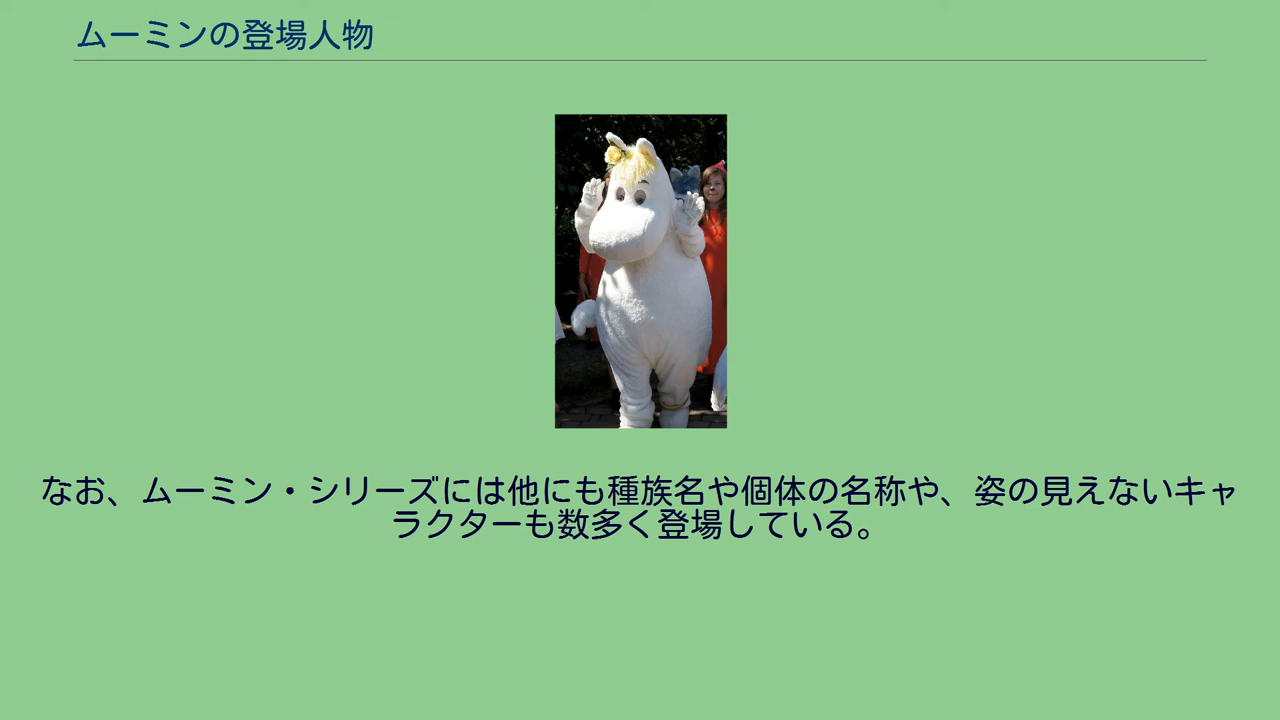 ムーミンの登場人物
なお、ムーミン・シリーズには他にも種族名や個体の名称や、姿の見えないキャ
ラクターも数多く登場している。